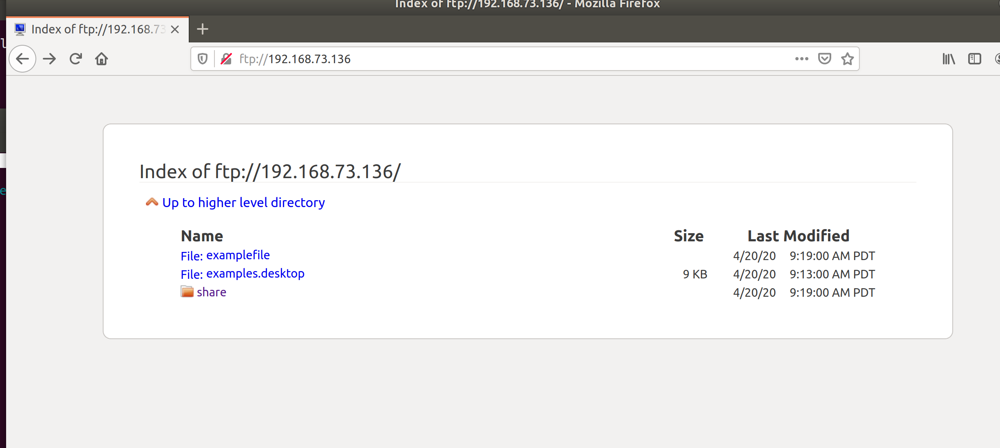 Index of ftp://192.168.73.136/ - Mozilla Firefox
Index of ftp://192.168.73
ftp://192.168.73.136
Index of ftp://192.168.73.136/
Up to higher level directory
Name Size Last Modified
File: examplefile 4/20/20 9:19:00 AM PDT
File: examples.desktop 9 KB 4/20/20 9:13:00 AM PDT
share 4/20/20 9:19:00 AM PDT